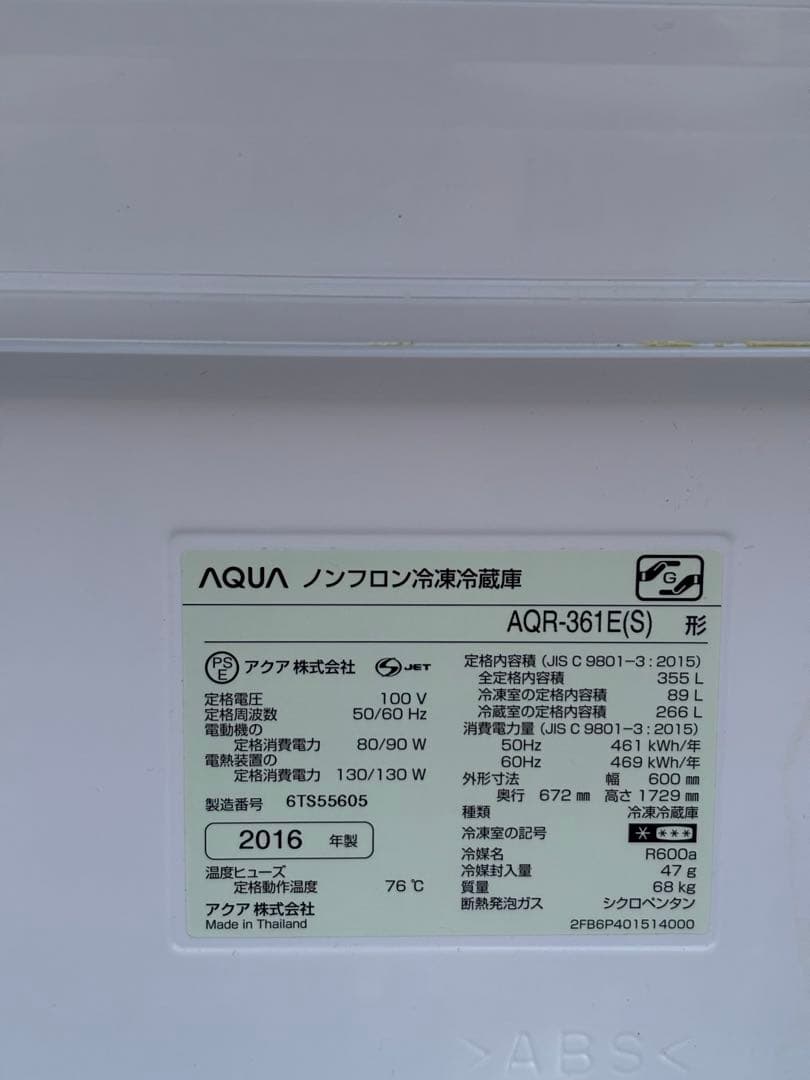 AQUA ノンフロン冷凍冷蔵庫
G
AQR-361E(S) 形
PS E アクア株式会社 S JET
定格電圧 100 V
定格周波数 50/60 Hz
電動機の
定格消費電力 80/90 W
電熱装置の
定格消費電力 130/130 W
製造番号 6TS55605
2016 年製
温度ヒューズ
定格動作温度 76 ℃
アクア株式会社
Made in Thailand
定格内容積 (JIS C 9801-3 : 2015)
全定格内容積 355 L
冷凍室の定格内容積 89 L
冷蔵室の定格内容積 266 L
消費電力量 (JIS C 9801-3 : 2015)
50Hz 461 kWh/年
60Hz 469 kWh/年
外形寸法 幅 600 ㎜
奥行 672 ㎜ 高さ 1729 ㎜
種類 冷凍冷蔵庫
冷凍室の記号 * ***
冷媒名 R600a
冷媒封入量 47 g
質量 68 kg
断熱発泡ガス シクロペンタン
2FB6P401514000
>ABS<